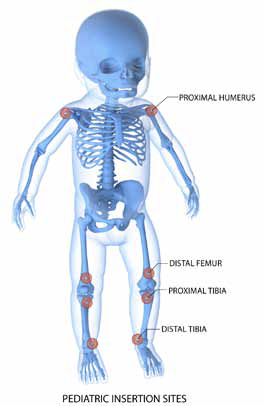 PROXIMAL HUMERUS
DISTAL FEMUR
PROXIMAL TIBIA
DISTAL TIBIA
PEDIATRIC INSERTION SITES